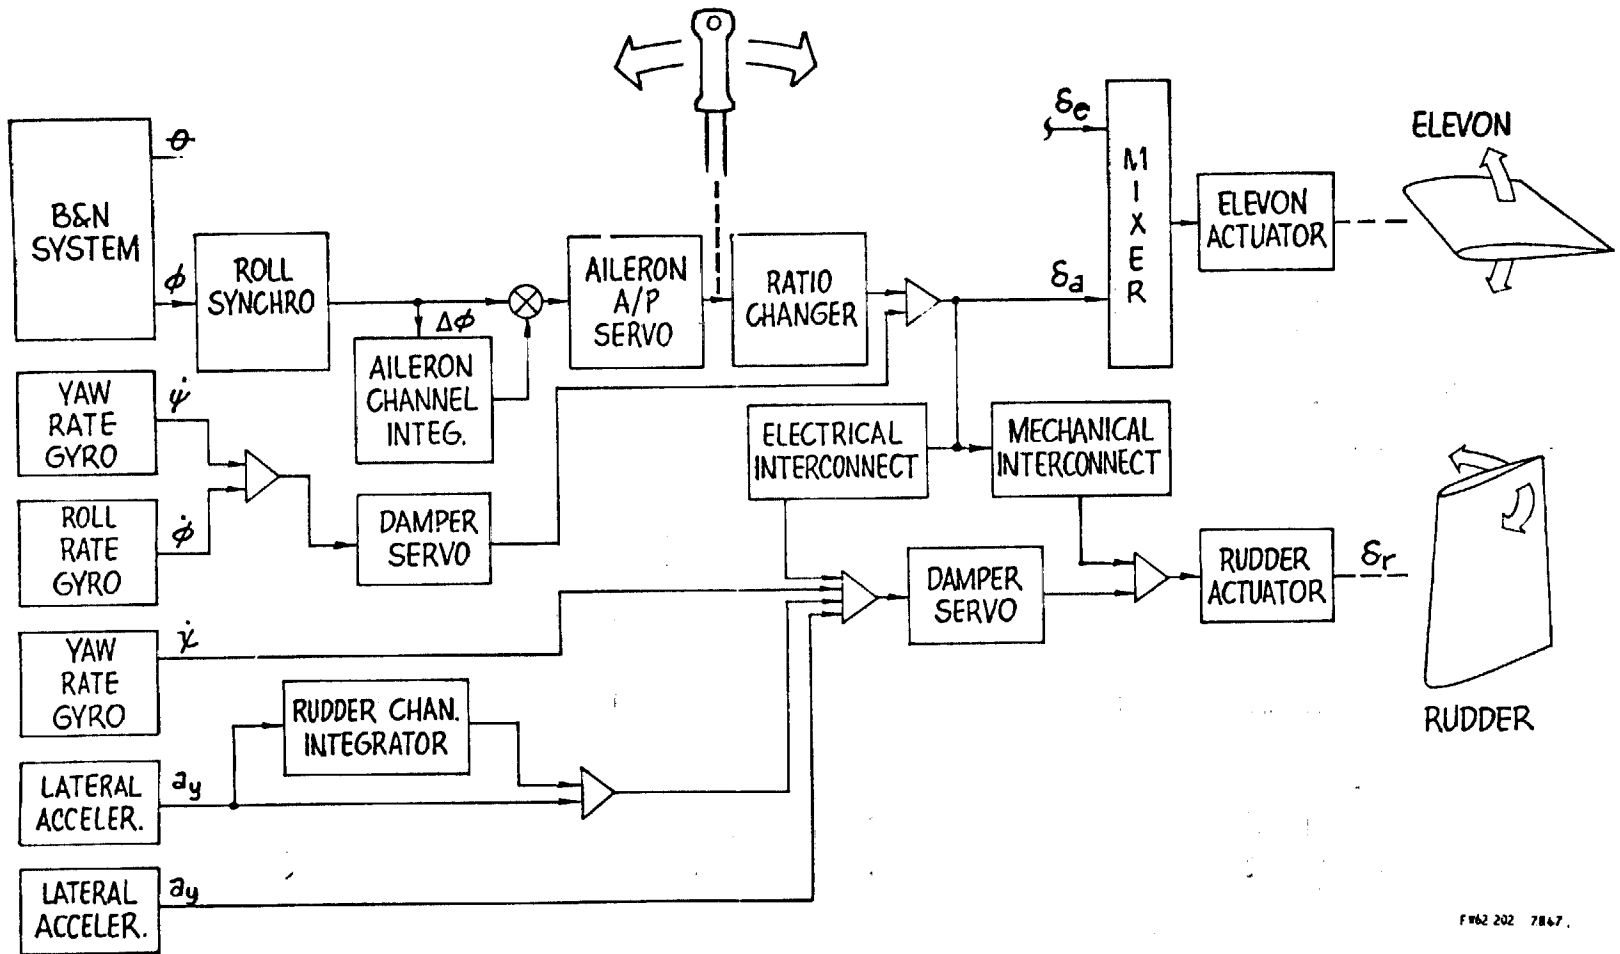 δe
θ
B&N
SYSTEM
ϕ
ROLL
SYNCHRO
Δϕ
AILERON
CHANNEL
INTEG.
AILERON
A/P
SERVO
RATIO
CHANGER
δa
MIXER
ELEVON
ACTUATOR
ELEVON
YAW
RATE
GYRO
ψ̇
ROLL
RATE
GYRO
ϕ̇
DAMPER
SERVO
ELECTRICAL
INTERCONNECT
MECHANICAL
INTERCONNECT
DAMPER
SERVO
RUDDER
ACTUATOR
δr
RUDDER
YAW
RATE
GYRO
ψ̇
RUDDER CHAN.
INTEGRATOR
LATERAL
ACCELER.
ay
LATERAL
ACCELER.
ay